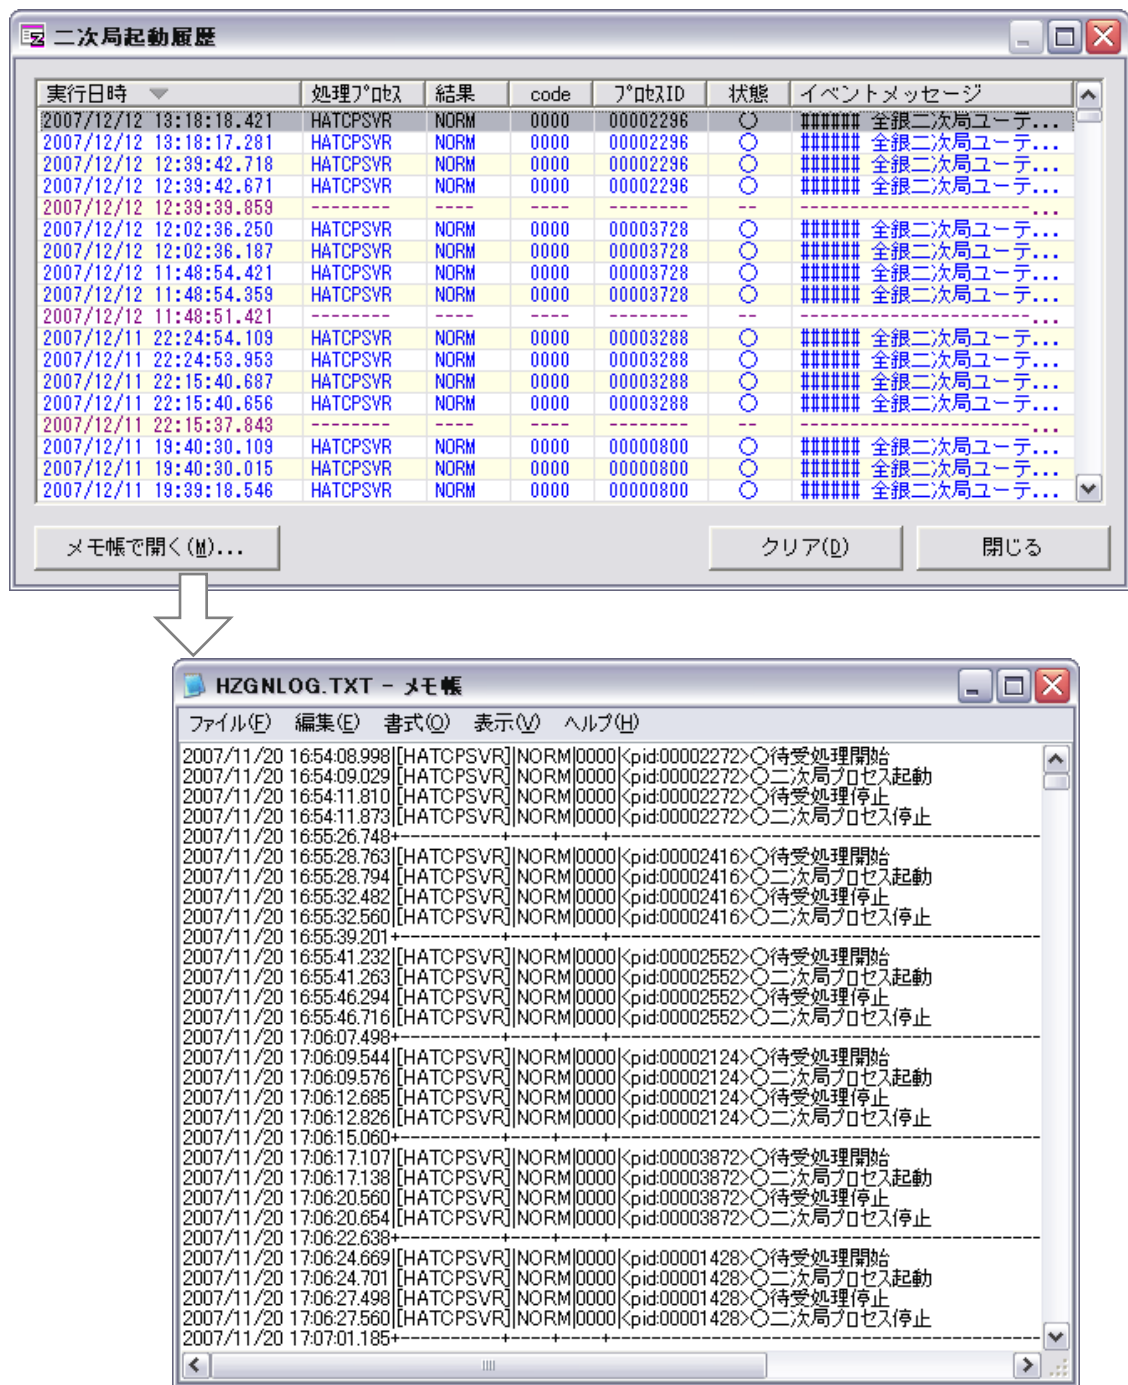 二次局起動履歴
実行日時 処理プロセス 結果 code プロセスID 状態 イベントメッセージ
2007/12/12 13:18:18.421 HATCPSVR NORM 0000 00002296 ○ ###### 全銀二次局ユーテ...
2007/12/12 13:18:17.281 HATCPSVR NORM 0000 00002296 ○ ###### 全銀二次局ユーテ...
2007/12/12 12:39:42.718 HATCPSVR NORM 0000 00002296 ○ ###### 全銀二次局ユーテ...
2007/12/12 12:39:42.671 HATCPSVR NORM 0000 00002296 ○ ###### 全銀二次局ユーテ...
2007/12/12 12:39:39.859 -------- ---- ---- -------- -- ------------------------...
2007/12/12 12:02:36.250 HATCPSVR NORM 0000 00003728 ○ ###### 全銀二次局ユーテ...
2007/12/12 12:02:36.187 HATCPSVR NORM 0000 00003728 ○ ###### 全銀二次局ユーテ...
2007/12/12 11:48:54.421 HATCPSVR NORM 0000 00003728 ○ ###### 全銀二次局ユーテ...
2007/12/12 11:48:54.359 HATCPSVR NORM 0000 00003728 ○ ###### 全銀二次局ユーテ...
2007/12/12 11:48:51.421 -------- ---- ---- -------- -- ------------------------...
2007/12/11 22:24:54.109 HATCPSVR NORM 0000 00003288 ○ ###### 全銀二次局ユーテ...
2007/12/11 22:24:53.953 HATCPSVR NORM 0000 00003288 ○ ###### 全銀二次局ユーテ...
2007/12/11 22:15:40.687 HATCPSVR NORM 0000 00003288 ○ ###### 全銀二次局ユーテ...
2007/12/11 22:15:40.656 HATCPSVR NORM 0000 00003288 ○ ###### 全銀二次局ユーテ...
2007/12/11 22:15:37.843 -------- ---- ---- -------- -- ------------------------...
2007/12/11 19:40:30.109 HATCPSVR NORM 0000 00000800 ○ ###### 全銀二次局ユーテ...
2007/12/11 19:40:30.015 HATCPSVR NORM 0000 00000800 ○ ###### 全銀二次局ユーテ...
2007/12/11 19:39:18.546 HATCPSVR NORM 0000 00000800 ○ ###### 全銀二次局ユーテ...
メモ帳で開く(M)... クリア(D) 閉じる
HZGNLOG.TXT - メモ帳
ファイル(F) 編集(E) 書式(O) 表示(V) ヘルプ(H)
2007/11/20 16:54:08.998|[HATCPSVR]|NORM|0000|<pid:00002272>○待受処理開始
2007/11/20 16:54:09.029|[HATCPSVR]|NORM|0000|<pid:00002272>○二次局プロセス起動
2007/11/20 16:54:11.810|[HATCPSVR]|NORM|0000|<pid:00002272>○待受処理停止
2007/11/20 16:54:11.873|[HATCPSVR]|NORM|0000|<pid:00002272>○二次局プロセス停止
2007/11/20 16:55:26.748+----------+----+----+--------------------------------------------
2007/11/20 16:55:28.763|[HATCPSVR]|NORM|0000|<pid:00002416>○待受処理開始
2007/11/20 16:55:28.794|[HATCPSVR]|NORM|0000|<pid:00002416>○二次局プロセス起動
2007/11/20 16:55:32.482|[HATCPSVR]|NORM|0000|<pid:00002416>○待受処理停止
2007/11/20 16:55:32.560|[HATCPSVR]|NORM|0000|<pid:00002416>○二次局プロセス停止
2007/11/20 16:55:39.201+----------+----+----+--------------------------------------------
2007/11/20 16:55:41.232|[HATCPSVR]|NORM|0000|<pid:00002552>○待受処理開始
2007/11/20 16:55:41.263|[HATCPSVR]|NORM|0000|<pid:00002552>○二次局プロセス起動
2007/11/20 16:55:46.294|[HATCPSVR]|NORM|0000|<pid:00002552>○待受処理停止
2007/11/20 16:55:46.716|[HATCPSVR]|NORM|0000|<pid:00002552>○二次局プロセス停止
2007/11/20 17:06:07.498+----------+----+----+--------------------------------------------
2007/11/20 17:06:09.544|[HATCPSVR]|NORM|0000|<pid:00002124>○待受処理開始
2007/11/20 17:06:09.576|[HATCPSVR]|NORM|0000|<pid:00002124>○二次局プロセス起動
2007/11/20 17:06:12.685|[HATCPSVR]|NORM|0000|<pid:00002124>○待受処理停止
2007/11/20 17:06:12.826|[HATCPSVR]|NORM|0000|<pid:00002124>○二次局プロセス停止
2007/11/20 17:06:15.060+----------+----+----+--------------------------------------------
2007/11/20 17:06:17.107|[HATCPSVR]|NORM|0000|<pid:00003872>○待受処理開始
2007/11/20 17:06:17.138|[HATCPSVR]|NORM|0000|<pid:00003872>○二次局プロセス起動
2007/11/20 17:06:20.560|[HATCPSVR]|NORM|0000|<pid:00003872>○待受処理停止
2007/11/20 17:06:20.654|[HATCPSVR]|NORM|0000|<pid:00003872>○二次局プロセス停止
2007/11/20 17:06:22.638+----------+----+----+--------------------------------------------
2007/11/20 17:06:24.669|[HATCPSVR]|NORM|0000|<pid:00001428>○待受処理開始
2007/11/20 17:06:24.701|[HATCPSVR]|NORM|0000|<pid:00001428>○二次局プロセス起動
2007/11/20 17:06:27.498|[HATCPSVR]|NORM|0000|<pid:00001428>○待受処理停止
2007/11/20 17:06:27.560|[HATCPSVR]|NORM|0000|<pid:00001428>○二次局プロセス停止
2007/11/20 17:07:01.185+----------+----+----+--------------------------------------------